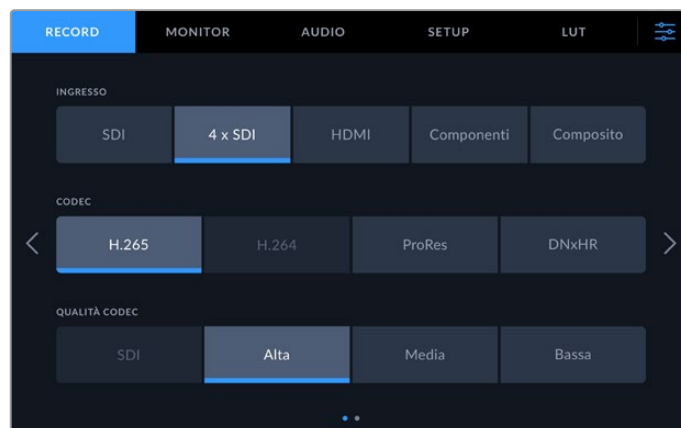 RECORD MONITOR AUDIO SETUP LUT
INGRESSO
SDI 4 x SDI HDMI Componenti Composito
CODEC
H.265 H.264 ProRes DNxHR
QUALITÀ CODEC
SDI Alta Media Bassa